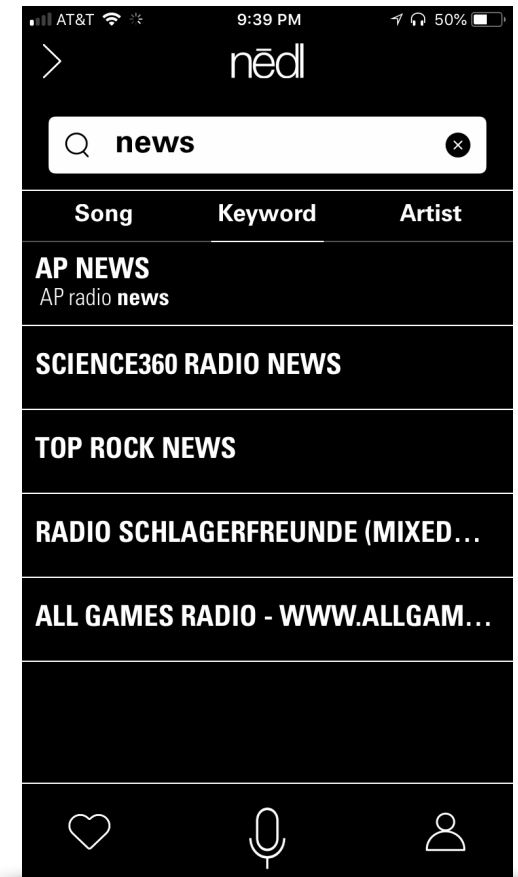 AT&T 9:39 PM 50%
nēdl
news
Song Keyword Artist
AP NEWS
AP radio news
SCIENCE360 RADIO NEWS
TOP ROCK NEWS
RADIO SCHLAGERFREUNDE (MIXED...
ALL GAMES RADIO - WWW.ALLGAM...